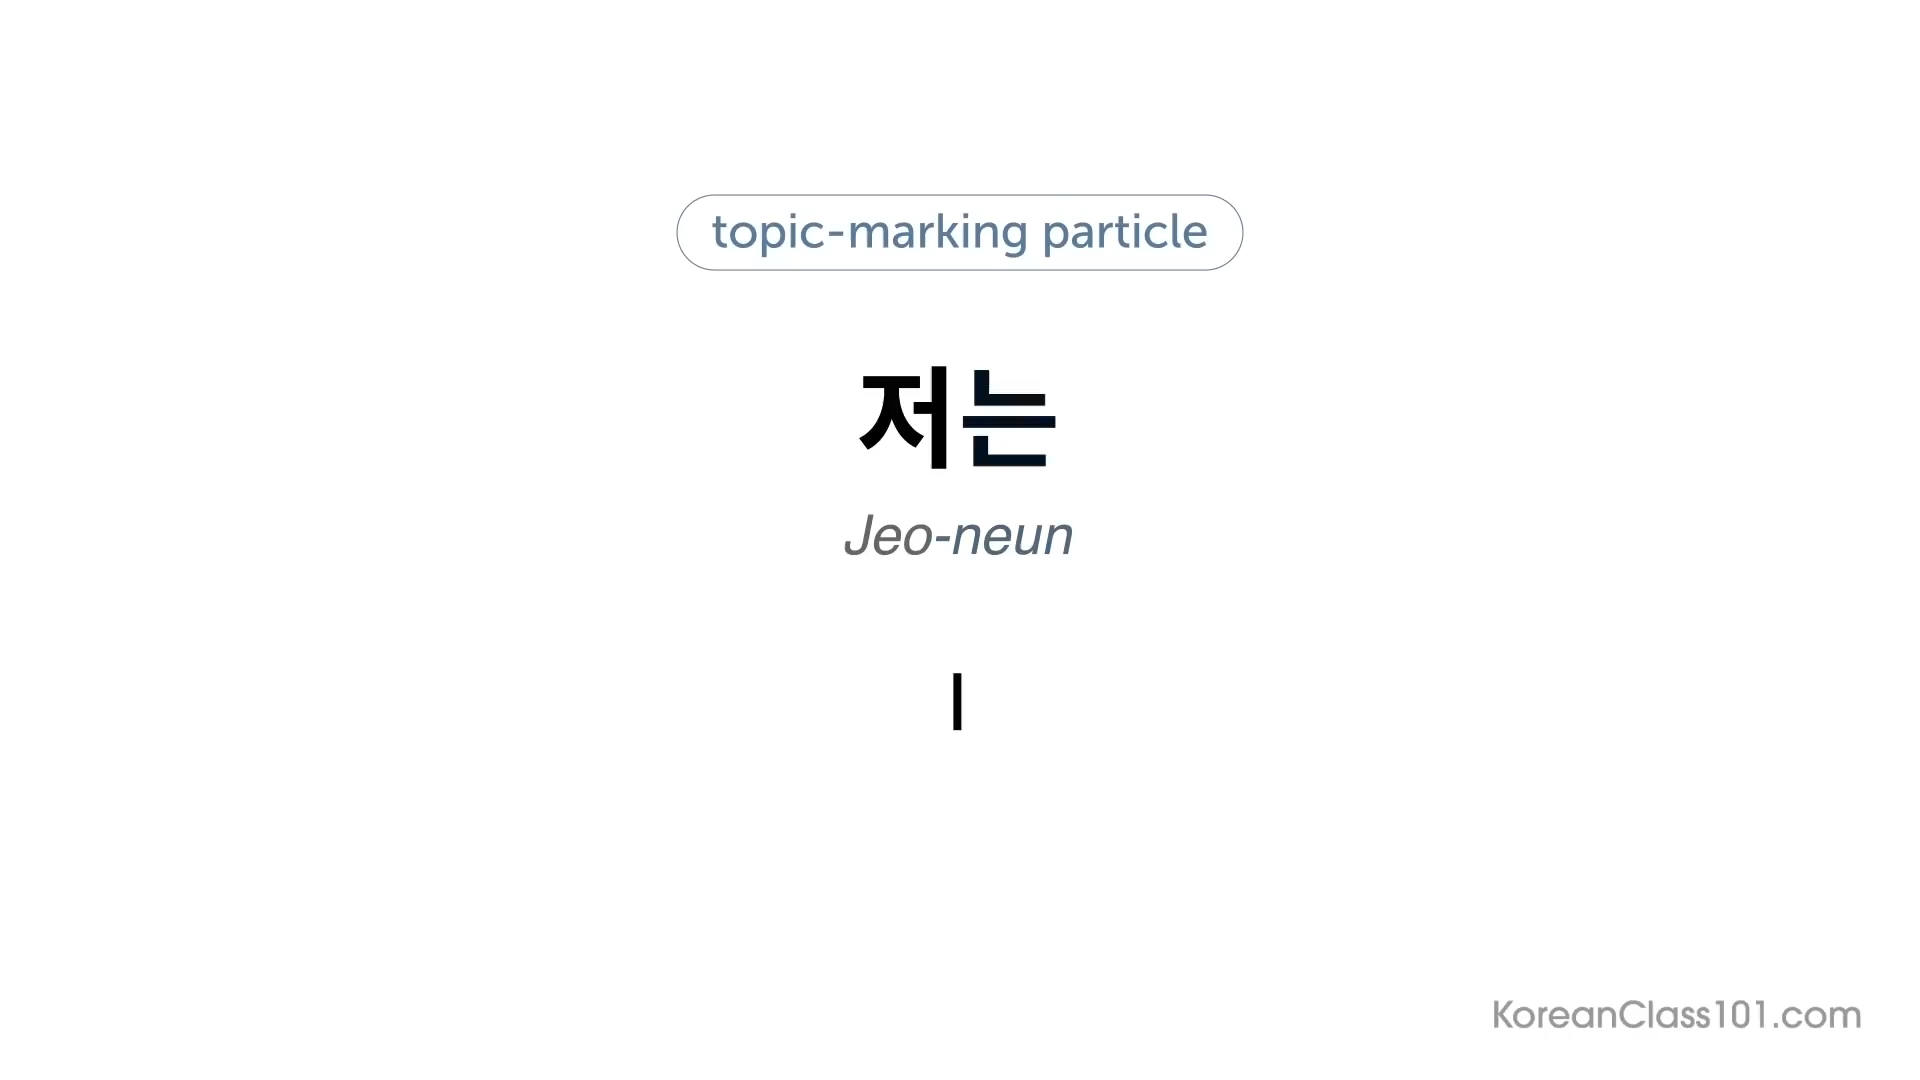 topic-marking particle
저는
Jeo-neun
I
KoreanClass101.com